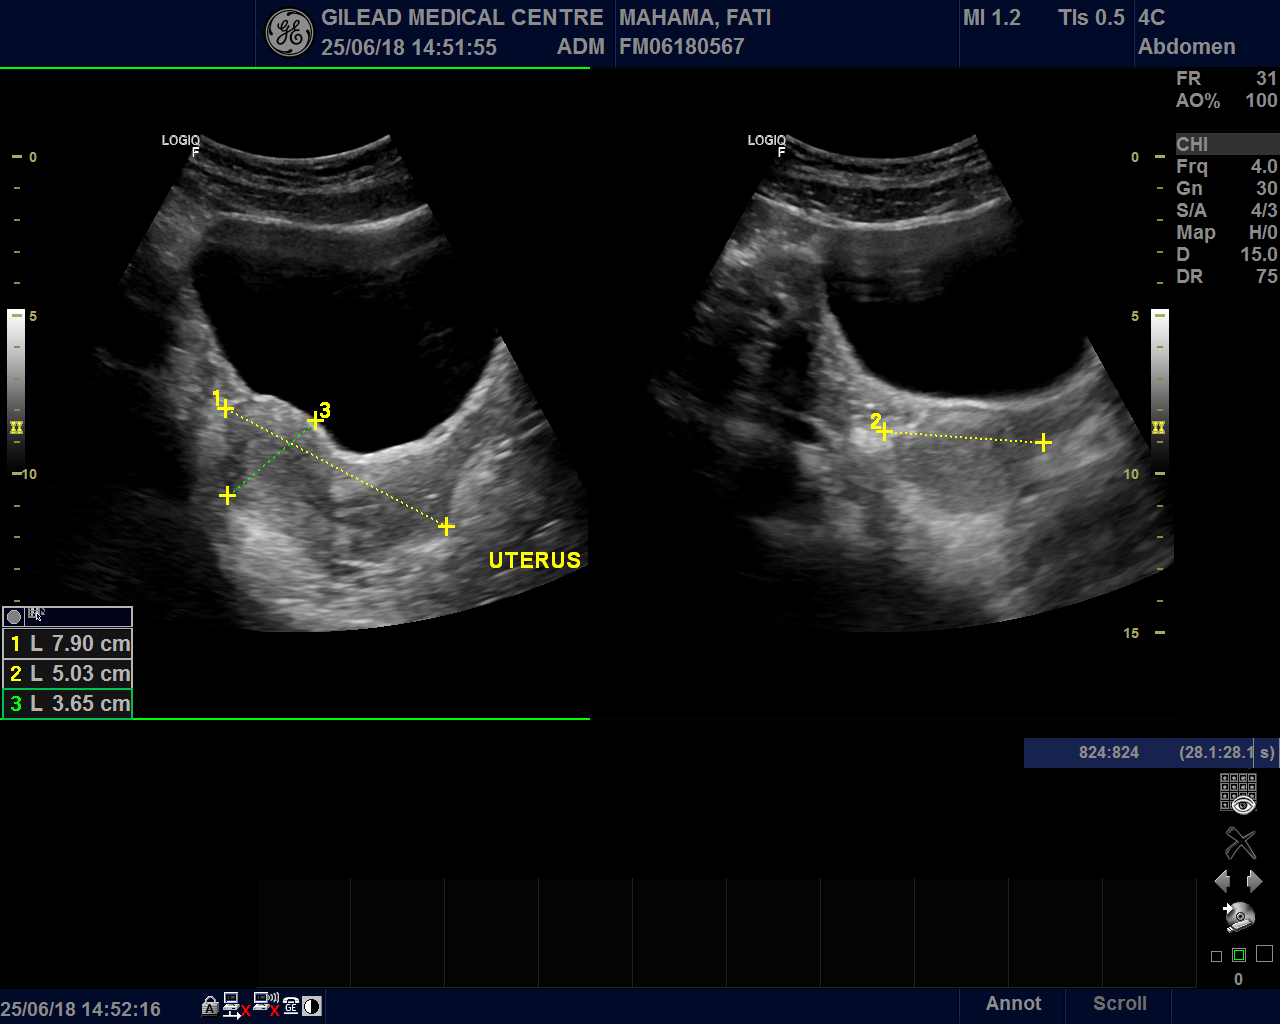 GILEAD MEDICAL CENTRE
25/06/18 14:51:55 ADM
MAHAMA, FATI
FM06180567
MI 1.2 TIs 0.5
4C
Abdomen
FR 31
AO% 100
CHI
Frq 4.0
Gn 30
S/A 4/3
Map H/0
D 15.0
DR 75
LOGIQ
F
0
5
10
1
3
UTERUS
LOGIQ
F
0
5
10
15
2
1 L 7.90 cm
2 L 5.03 cm
3 L 3.65 cm
824:824 (28.1:28.1 s)
0
25/06/18 14:52:16
A
GE
Annot
Scroll